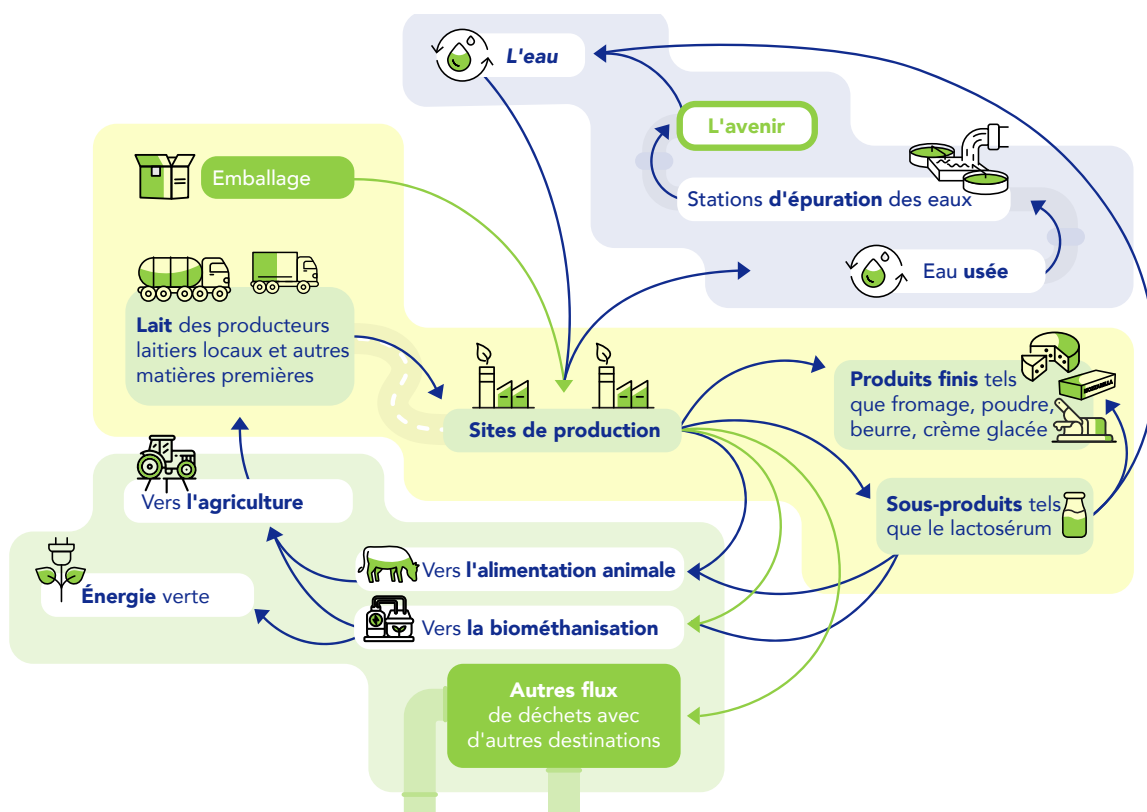 L'eau
L'avenir
Emballage
Stations d'épuration des eaux
Eau usée
Lait des producteurs
laitiers locaux et autres
matières premières
Produits finis tels
que fromage, poudre,
beurre, crème glacée
MOZZARELLA
Sites de production
Vers l'agriculture
Sous-produits tels
que le lactosérum
Vers l'alimentation animale
Énergie verte
Vers la biométhanisation
Autres flux
de déchets avec
d'autres destinations